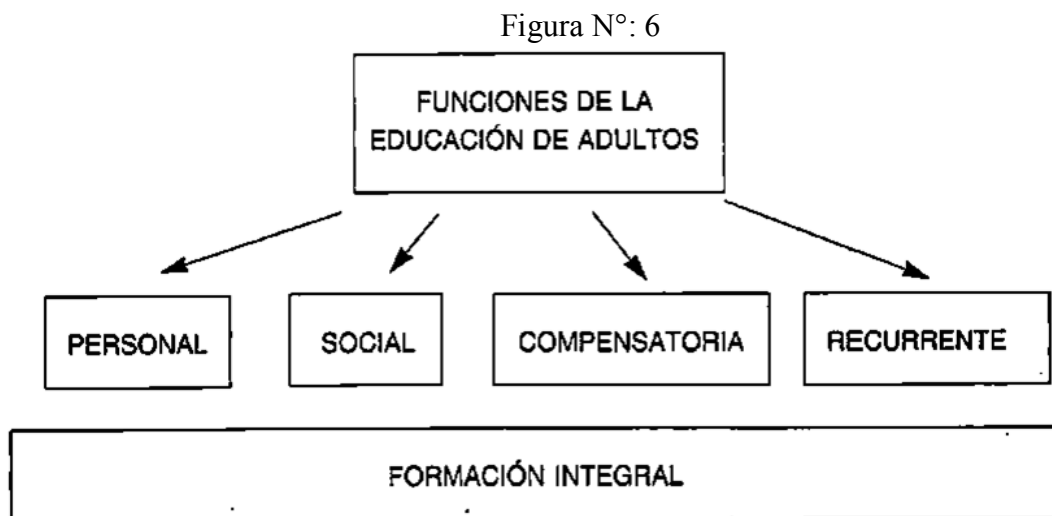 Figura N°: 6
FUNCIONES DE LA
EDUCACIÓN DE ADULTOS
PERSONAL
SOCIAL
COMPENSATORIA
RECURRENTE
FORMACIÓN INTEGRAL